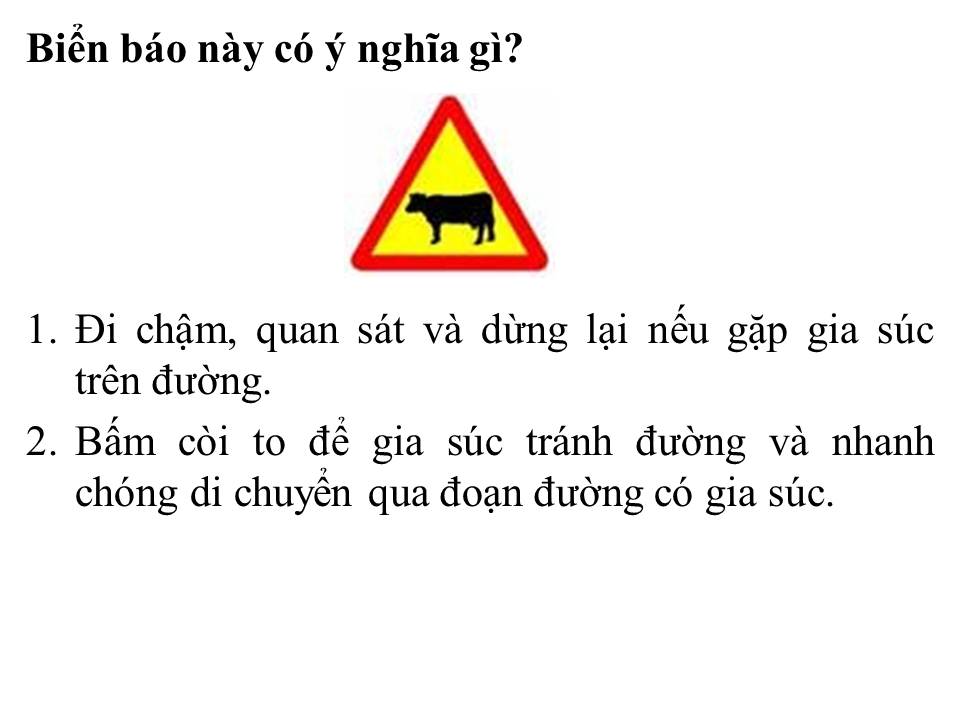 Biển báo này có ý nghĩa gì?
1. Đi chậm, quan sát và dừng lại nếu gặp gia súc
trên đường.
2. Bấm còi to để gia súc tránh đường và nhanh
chóng di chuyển qua đoạn đường có gia súc.